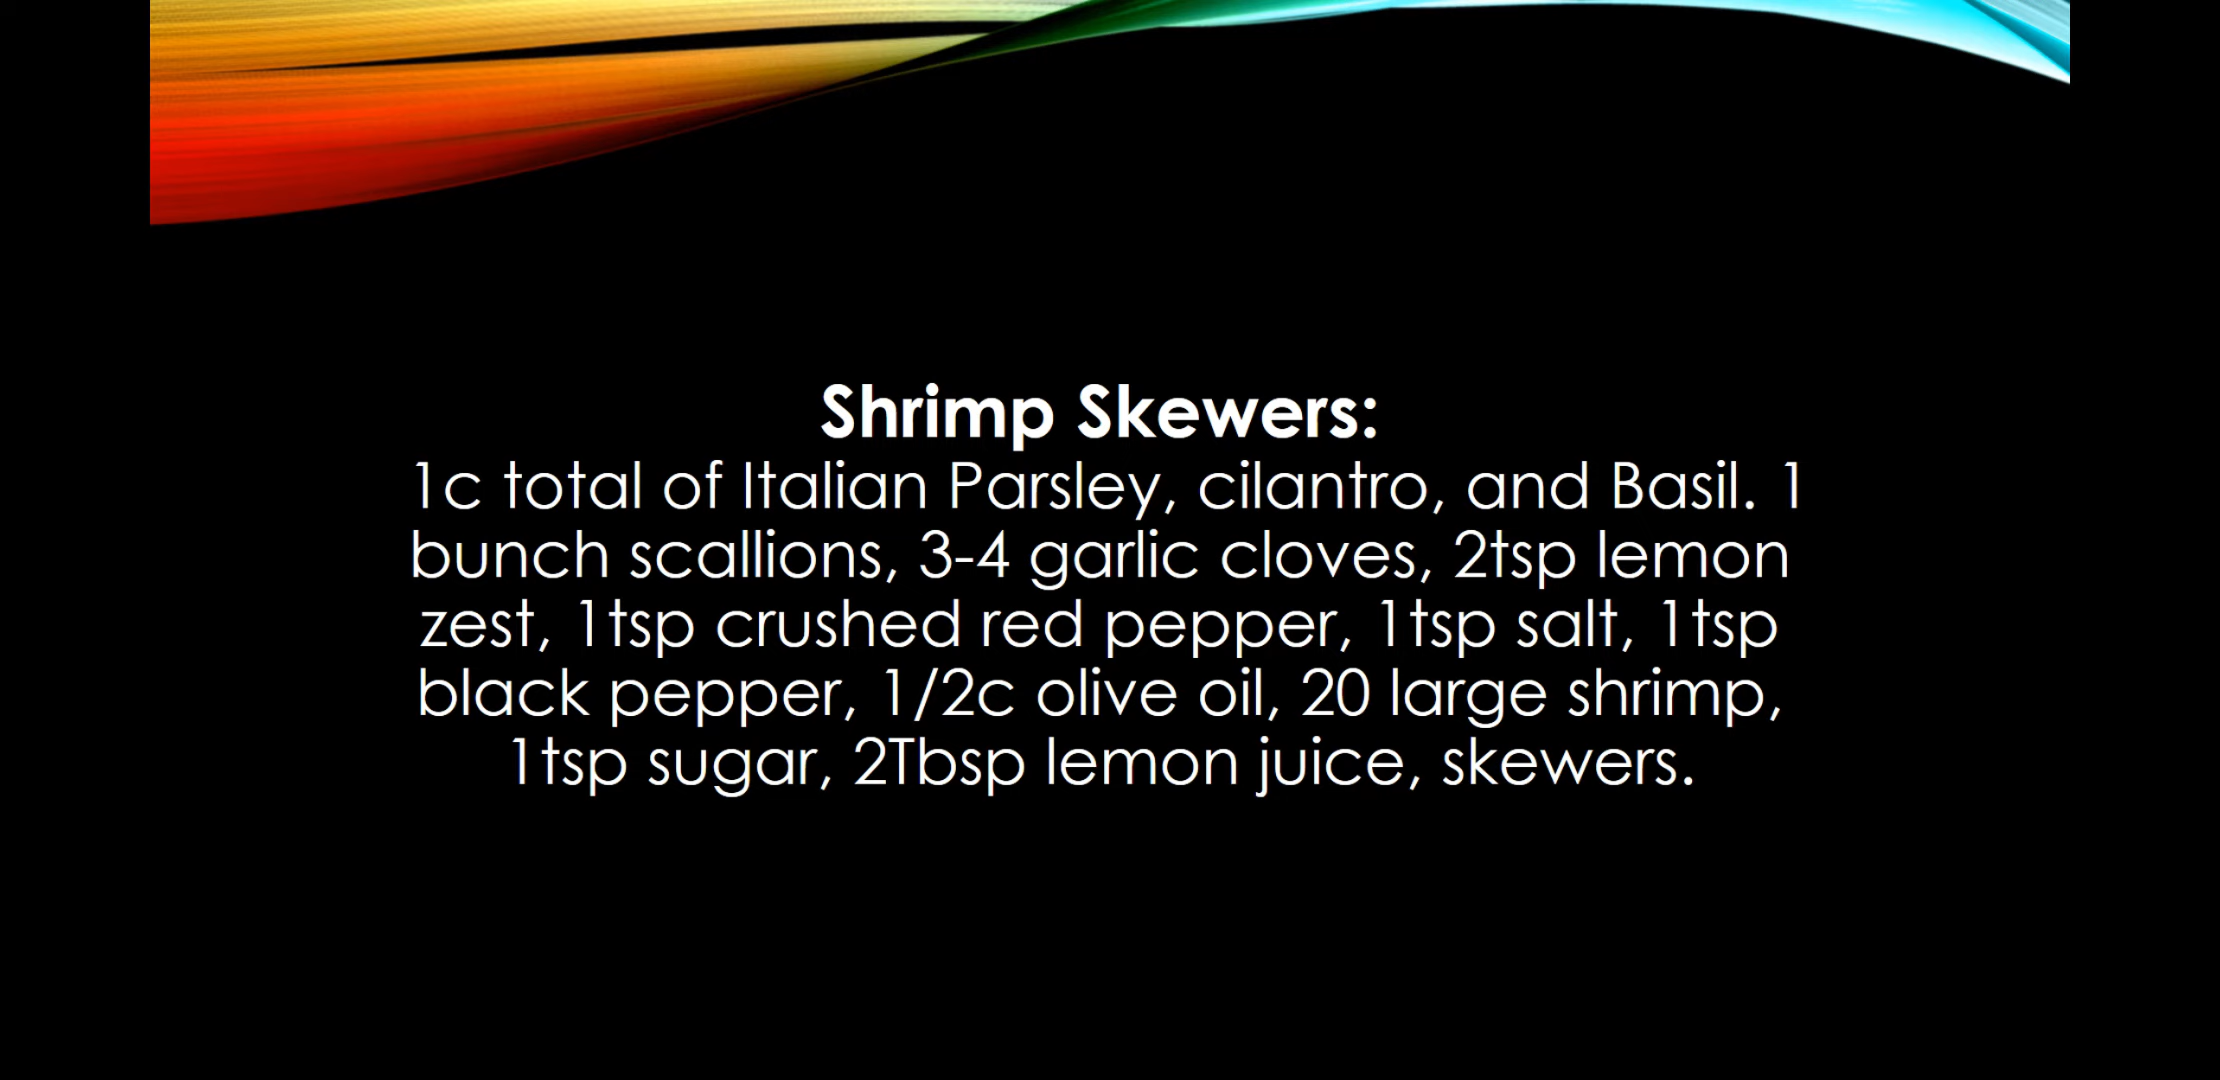 Shrimp Skewers:
1c total of Italian Parsley, cilantro, and Basil. 1
bunch scallions, 3-4 garlic cloves, 2tsp lemon
zest, 1tsp crushed red pepper, 1tsp salt, 1tsp
black pepper, 1/2c olive oil, 20 large shrimp,
1tsp sugar, 2Tbsp lemon juice, skewers.